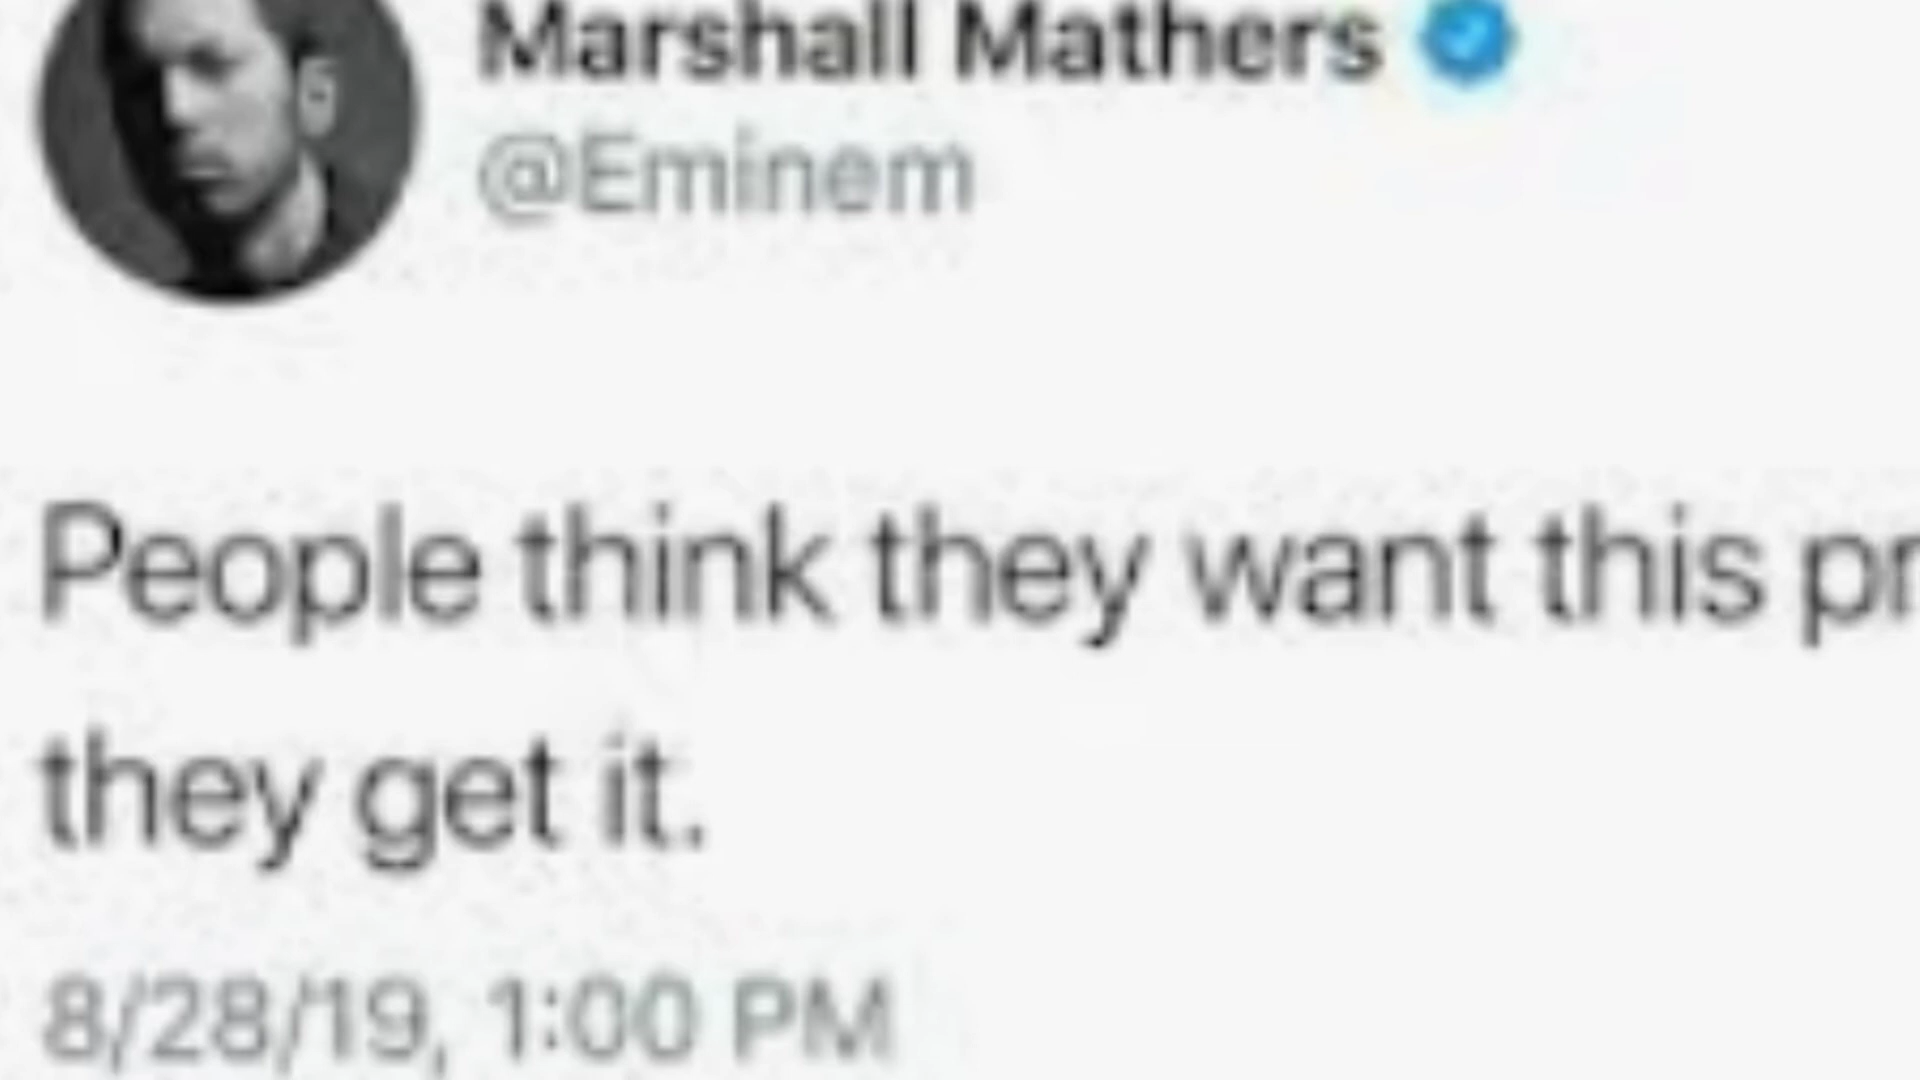 Marshall Mathers
@Eminem
People think they want this pr
they get it.
8/28/19, 1:00 PM